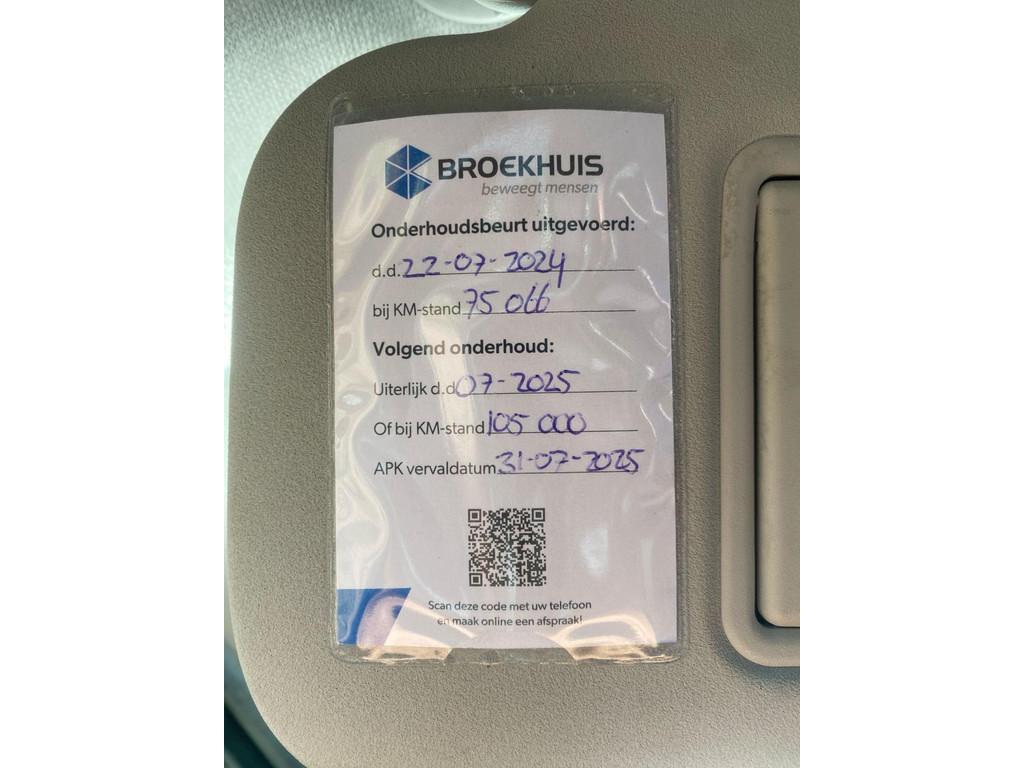 BROEKHUIS
beweegt mensen
Onderhoudsbeurt uitgevoerd:
d.d. 22-07-2024
bij KM-stand 75 066
Volgend onderhoud:
Uiterlijk d.d 07-2025
Of bij KM-stand 105 000
APK vervaldatum 31-07-2025
Scan deze code met uw telefoon
en maak online een afspraak!